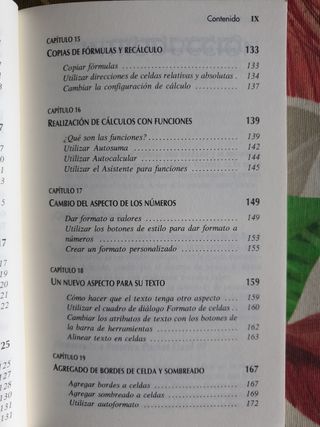 Contenido IX
CAPÍTULO 15
COPIAS DE FÓRMULAS Y RECÁLCULO 133
Copiar fórmulas 133
Utilizar direcciones de celdas relativas y absolutas . 134
Cambiar la configuración de cálculo 137
CAPÍTULO 16
REALIZACIÓN DE CÁLCULOS CON FUNCIONES 139
¿Qué son las funciones? 139
Utilizar Autosuma 142
Utilizar Autocalcular 144
Utilizar el Asistente para funciones 145
CAPÍTULO 17
CAMBIO DEL ASPECTO DE LOS NÚMEROS 149
Dar formato a valores 149
Utilizar los botones de estilo para dar formato a
números 153
Crear un formato personalizado 155
CAPÍTULO 18
UN NUEVO ASPECTO PARA SU TEXTO 159
Cómo hacer que el texto tenga otro aspecto 159
Utilizar el cuadro de diálogo Formato de celdas . . 160
Cambiar los atributos de texto con los botones de
la barra de herramientas 162
Alinear texto en celdas 163
CAPÍTULO 19
AGREGADO DE BORDES DE CELDA Y SOMBREADO 167
Agregar bordes a celdas 167
Agregar sombreado a celdas 169
Utilizar autoformato 172